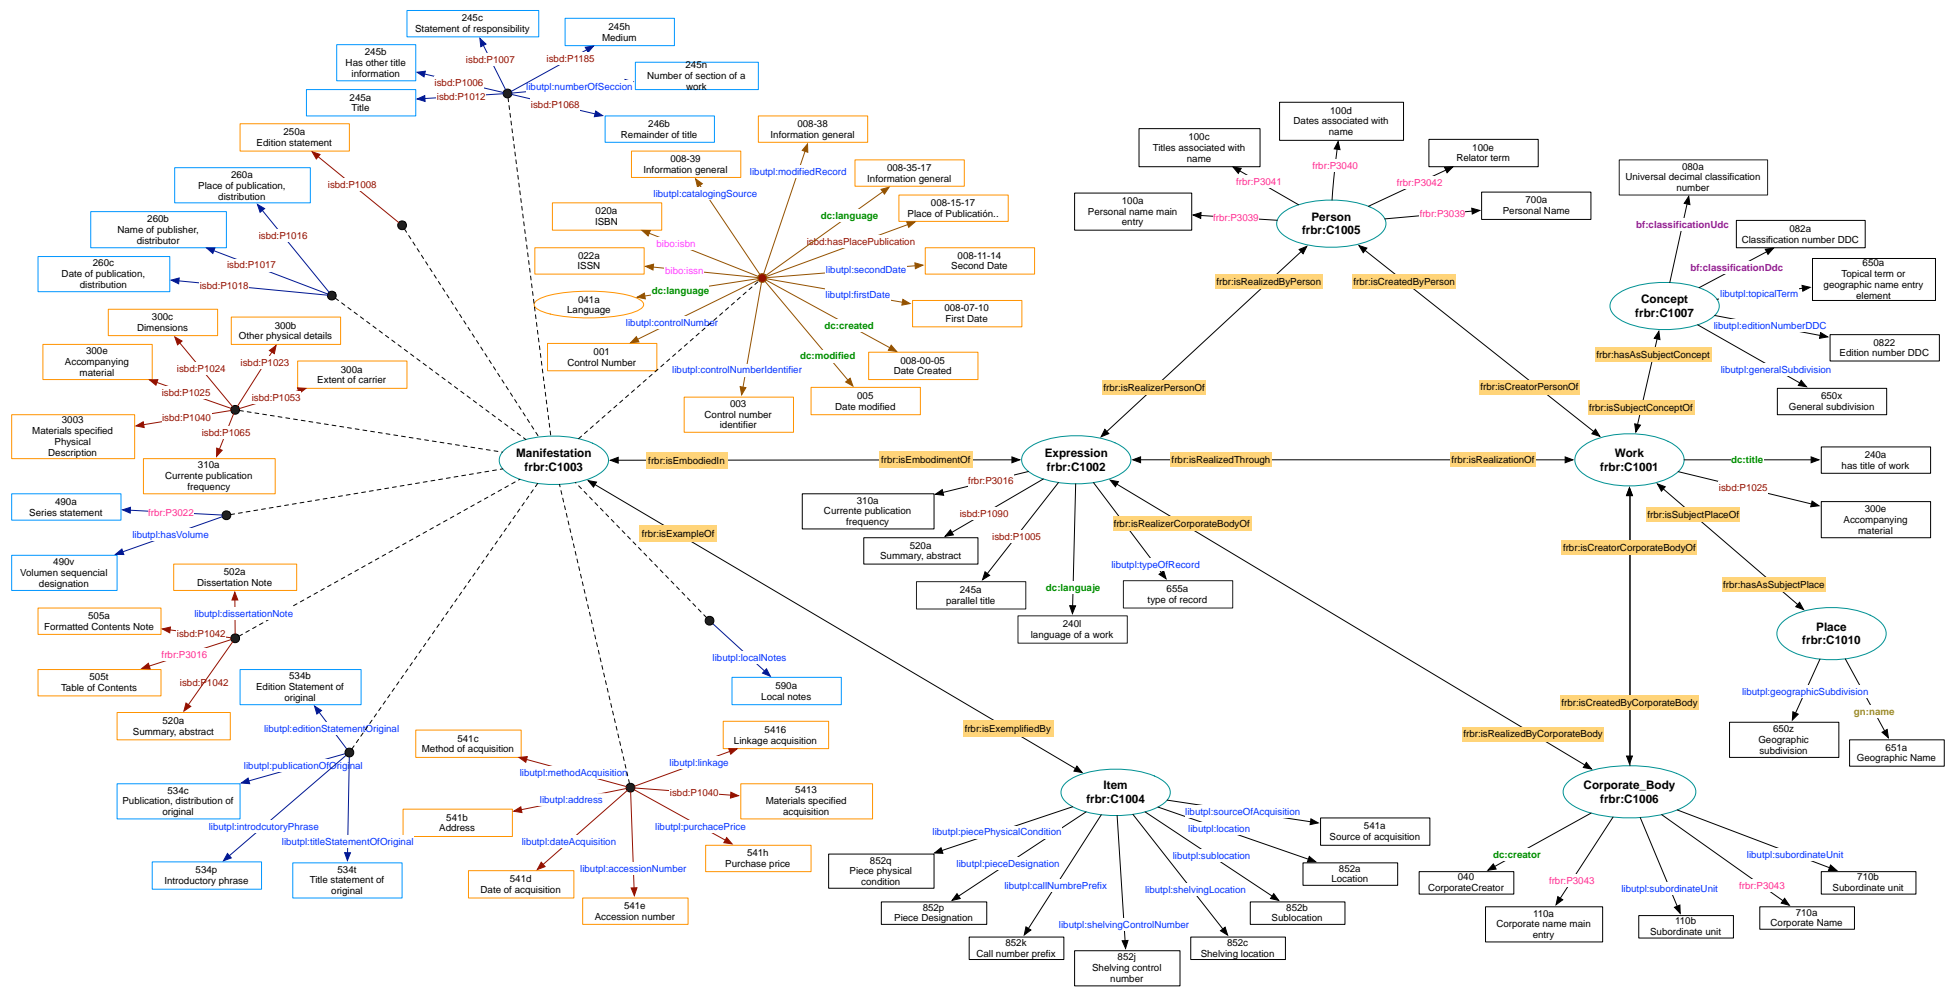 245c
Statement of responsibility
245h
Medium
245b
Has other title
information
245n
Number of section of a
work
245a
Title
246b
Remainder of title
isbd:P1007
isbd:P1185
isbd:P1006
libutpl:numberOfSeccion
isbd:P1012
isbd:P1068
250a
Edition statement
isbd:P1008
260a
Place of publication,
distribution
260b
Name of publisher,
distributor
260c
Date of publication,
distribution
isbd:P1016
isbd:P1017
isbd:P1018
008-38
Information general
008-39
Information general
008-35-17
Information general
008-15-17
Place of Publicatión..
020a
ISBN
022a
ISSN
041a
Language
001
Control Number
003
Control number
identifier
005
Date modified
008-00-05
Date Created
008-07-10
First Date
008-11-14
Second Date
libutpl:modifiedRecord
libutpl:catalogingSource
dc:language
isbd:hasPlacePublication
bibo:isbn
bibo:issn
dc:language
libutpl:secondDate
libutpl:firstDate
libutpl:controlNumber
dc:created
dc:modified
libutpl:controlNumberIdentifier
300c
Dimensions
300b
Other physical details
300e
Accompanying
material
300a
Extent of carrier
3003
Materials specified
Physical
Description
310a
Currente publication
frequency
isbd:P1024
isbd:P1023
isbd:P1025
isbd:P1053
isbd:P1040
isbd:P1065
490a
Series statement
490v
Volumen sequencial
designation
frbr:P3022
libutpl:hasVolume
502a
Dissertation Note
505a
Formatted Contents Note
505t
Table of Contents
520a
Summary, abstract
libutpl:dissertationNote
isbd:P1042
frbr:P3016
isbd:P1042
534b
Edition Statement of
original
534c
Publication, distribution of
original
534p
Introductory phrase
534t
Title statement of
original
libutpl:editionStatementOriginal
libutpl:publicationOfOriginal
libutpl:introdcutoryPhrase
libutpl:titleStatementOfOriginal
541c
Method of acquisition
5416
Linkage acquisition
5413
Materials specified
acquisition
541b
Address
541d
Date of acquisition
541e
Accession number
541h
Purchase price
libutpl:methodAcquisition
libutpl:linkage
isbd:P1040
libutpl:address
libutpl:purchacePrice
libutpl:dateAcquisition
libutpl:accessionNumber
libutpl:localNotes
590a
Local notes
Manifestation
frbr:C1003
frbr:isEmbodiedIn
frbr:isEmbodimentOf
frbr:isExampleOf
frbr:isExemplifiedBy
Expression
frbr:C1002
frbr:P3016
isbd:P1090
isbd:P1005
dc:languaje
libutpl:typeOfRecord
310a
Currente publication
frequency
520a
Summary, abstract
245a
parallel title
240l
language of a work
655a
type of record
frbr:isRealizedThrough
frbr:isRealizationOf
frbr:isRealizerPersonOf
frbr:isRealizedByPerson
frbr:isCreatedByPerson
frbr:isCreatorPersonOf
frbr:isRealizerCorporateBodyOf
frbr:isRealizedByCorporateBody
Person
frbr:C1005
100c
Titles associated with
name
100d
Dates associated with
name
100e
Relator term
100a
Personal name main
entry
700a
Personal Name
frbr:P3041
frbr:P3040
frbr:P3042
frbr:P3039
frbr:P3039
080a
Universal decimal classification
number
082a
Classification number DDC
650a
Topical term or
geographic name entry
element
0822
Edition number DDC
650x
General subdivision
bf:classificationUdc
bf:classificationDdc
libutpl:topicalTerm
libutpl:editionNumberDDC
libutpl:generalSubdivision
Concept
frbr:C1007
frbr:hasAsSubjectConcept
frbr:isSubjectConceptOf
Work
frbr:C1001
dc:title
isbd:P1025
240a
has title of work
300e
Accompanying
material
frbr:isSubjectPlaceOf
frbr:hasAsSubjectPlace
frbr:isCreatorCorporateBodyOf
frbr:isCreatedByCorporateBody
Place
frbr:C1010
libutpl:geographicSubdivision
gn:name
650z
Geographic
subdivision
651a
Geographic Name
Item
frbr:C1004
libutpl:sourceOfAcquisition
libutpl:location
libutpl:sublocation
libutpl:shelvingLocation
libutpl:shelvingControlNumber
libutpl:callNumbrePrefix
libutpl:pieceDesignation
libutpl:piecePhysicalCondition
852q
Piece physical
condition
852p
Piece Designation
852k
Call number prefix
852j
Shelving control
number
852c
Shelving location
852b
Sublocation
852a
Location
541a
Source of acquisition
Corporate_Body
frbr:C1006
dc:creator
frbr:P3043
libutpl:subordinateUnit
frbr:P3043
libutpl:subordinateUnit
040
CorporateCreator
110a
Corporate name main
entry
110b
Subordinate unit
710a
Corporate Name
710b
Subordinate unit